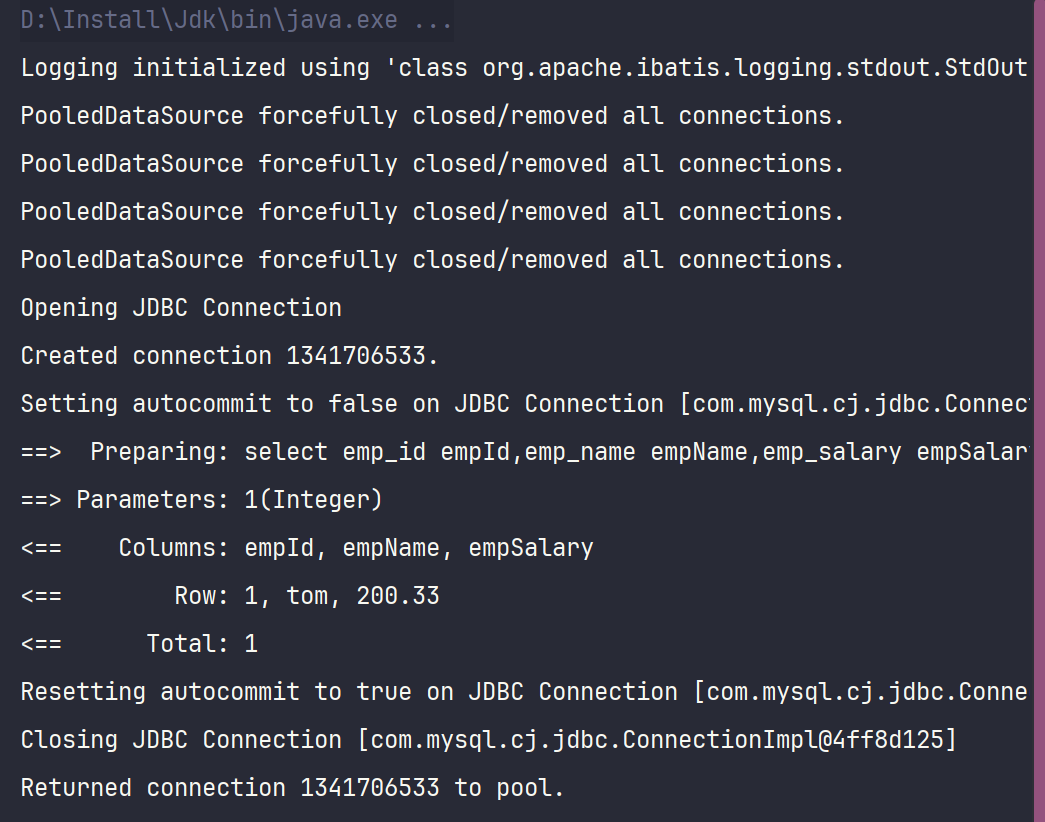 D:\Install\Jdk\bin\java.exe ...
Logging initialized using 'class org.apache.ibatis.logging.stdout.StdOut
PooledDataSource forcefully closed/removed all connections.
PooledDataSource forcefully closed/removed all connections.
PooledDataSource forcefully closed/removed all connections.
PooledDataSource forcefully closed/removed all connections.
Opening JDBC Connection
Created connection 1341706533.
Setting autocommit to false on JDBC Connection [com.mysql.cj.jdbc.Connec
==>  Preparing: select emp_id empId,emp_name empName,emp_salary empSalar
==> Parameters: 1(Integer)
<==    Columns: empId, empName, empSalary
<==        Row: 1, tom, 200.33
<==      Total: 1
Resetting autocommit to true on JDBC Connection [com.mysql.cj.jdbc.Conne
Closing JDBC Connection [com.mysql.cj.jdbc.ConnectionImpl@4ff8d125]
Returned connection 1341706533 to pool.